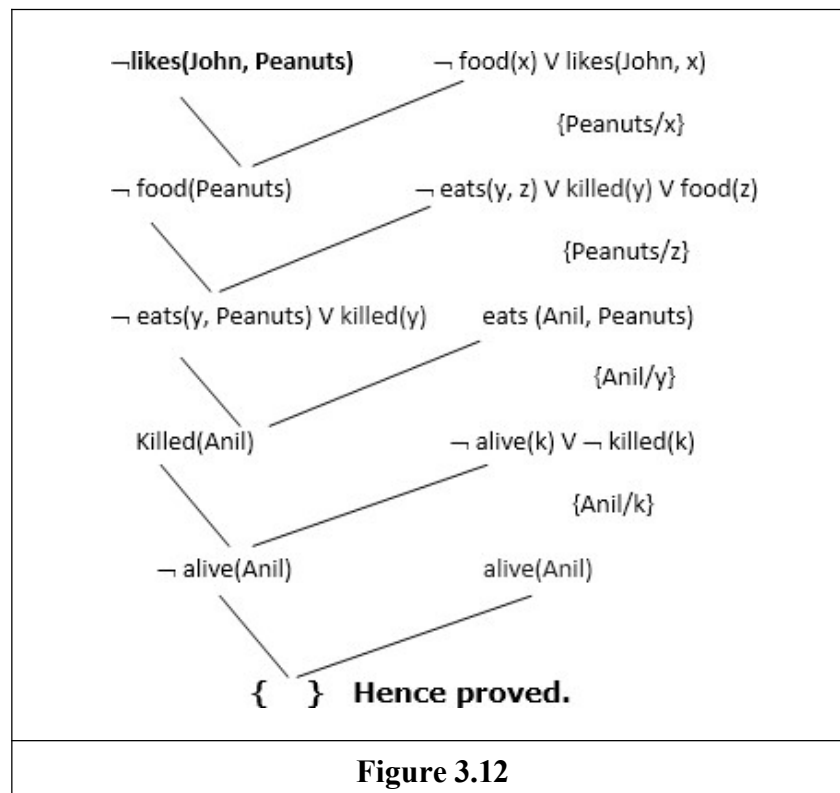 ¬likes(John, Peanuts) ¬ food(x) V likes(John, x)
{Peanuts/x}
¬ food(Peanuts) ¬ eats(y, z) V killed(y) V food(z)
{Peanuts/z}
¬ eats(y, Peanuts) V killed(y) eats (Anil, Peanuts)
{Anil/y}
Killed(Anil) ¬ alive(k) V ¬ killed(k)
{Anil/k}
¬ alive(Anil) alive(Anil)
{ } Hence proved.
Figure 3.12